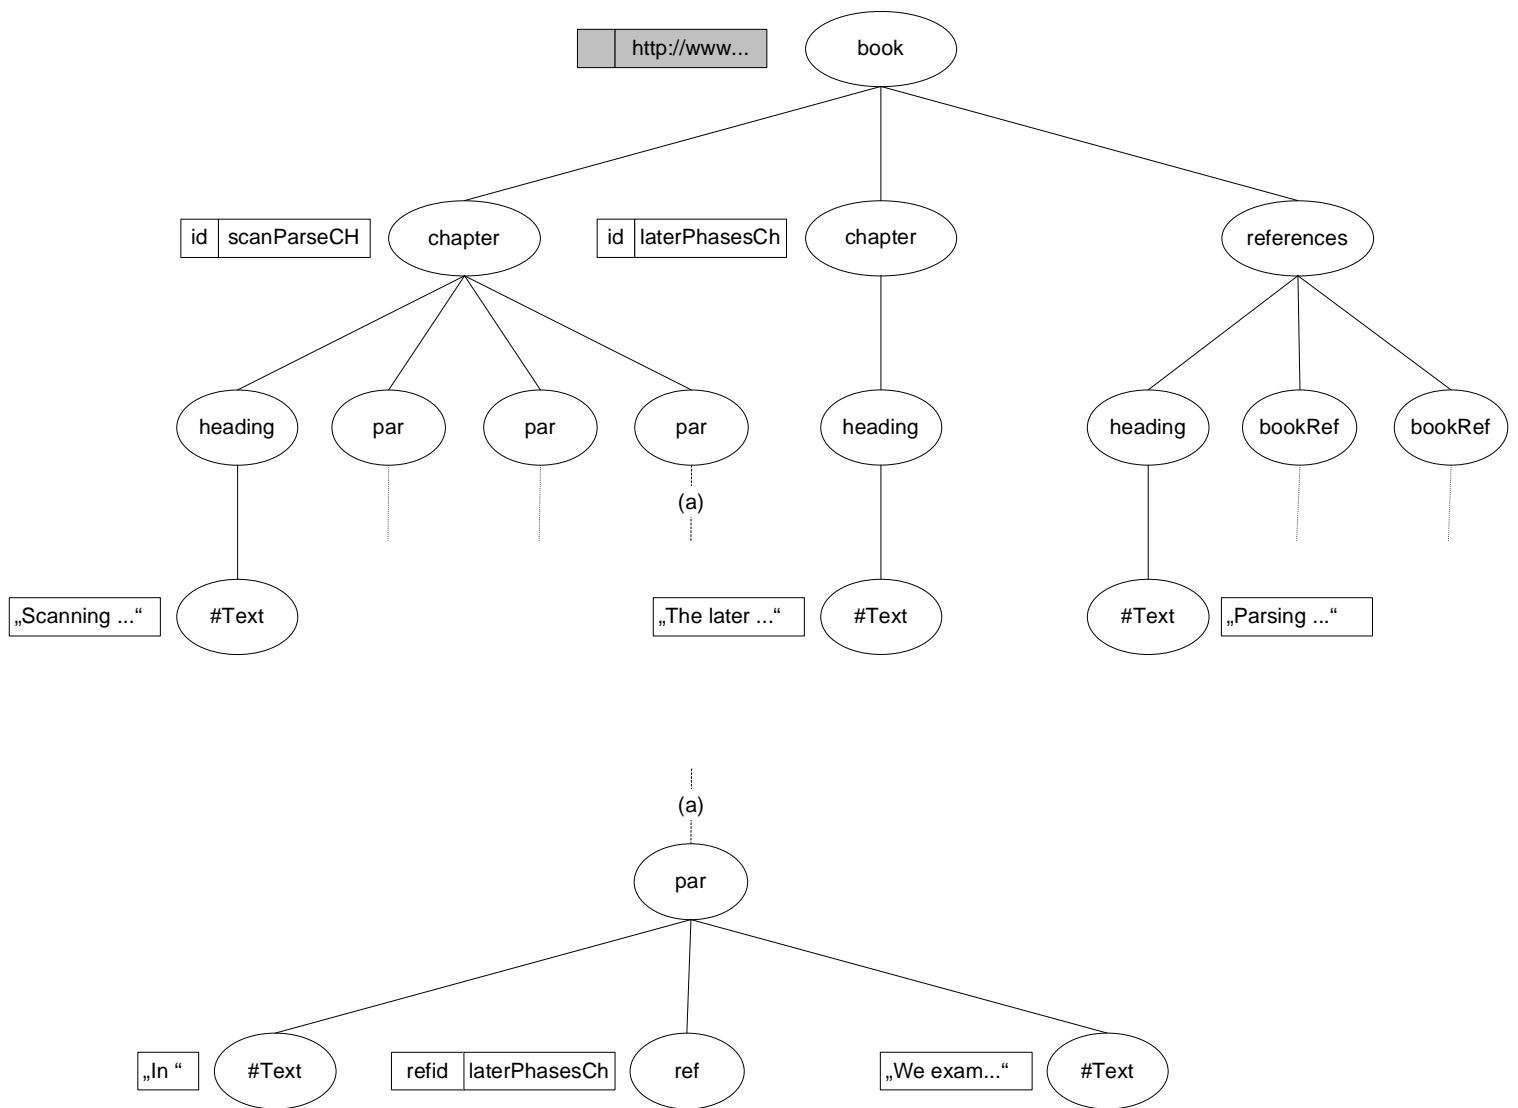 http://www... book
id scanParseCH chapter id laterPhasesCh chapter references
heading par par par heading heading bookRef bookRef
(a)
„Scanning ...“ #Text „The later ...“ #Text #Text „Parsing ...“
(a)
par
„In “ #Text refid laterPhasesCh ref „We exam...“ #Text